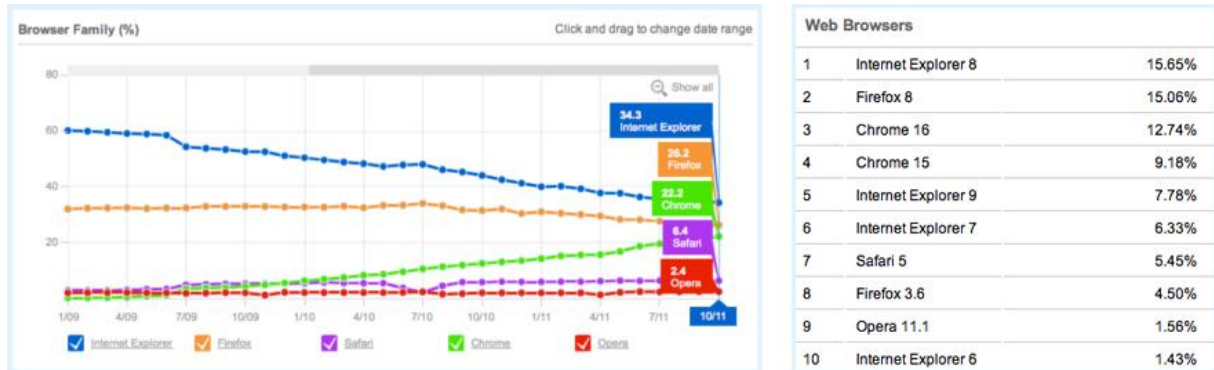 Browser Family (%)
Click and drag to change date range
80
60
40
20
Show all
34.3
Internet Explorer
26.2
Firefox
22.2
Chrome
6.4
Safari
2.4
Opera
1/09 4/09 7/09 10/09 1/10 4/10 7/10 10/10 1/11 4/11 7/11 10/11
Internet Explorer Firefox Safari Chrome Opera
Web Browsers
1 Internet Explorer 8 15.65%
2 Firefox 8 15.06%
3 Chrome 16 12.74%
4 Chrome 15 9.18%
5 Internet Explorer 9 7.78%
6 Internet Explorer 7 6.33%
7 Safari 5 5.45%
8 Firefox 3.6 4.50%
9 Opera 11.1 1.56%
10 Internet Explorer 6 1.43%